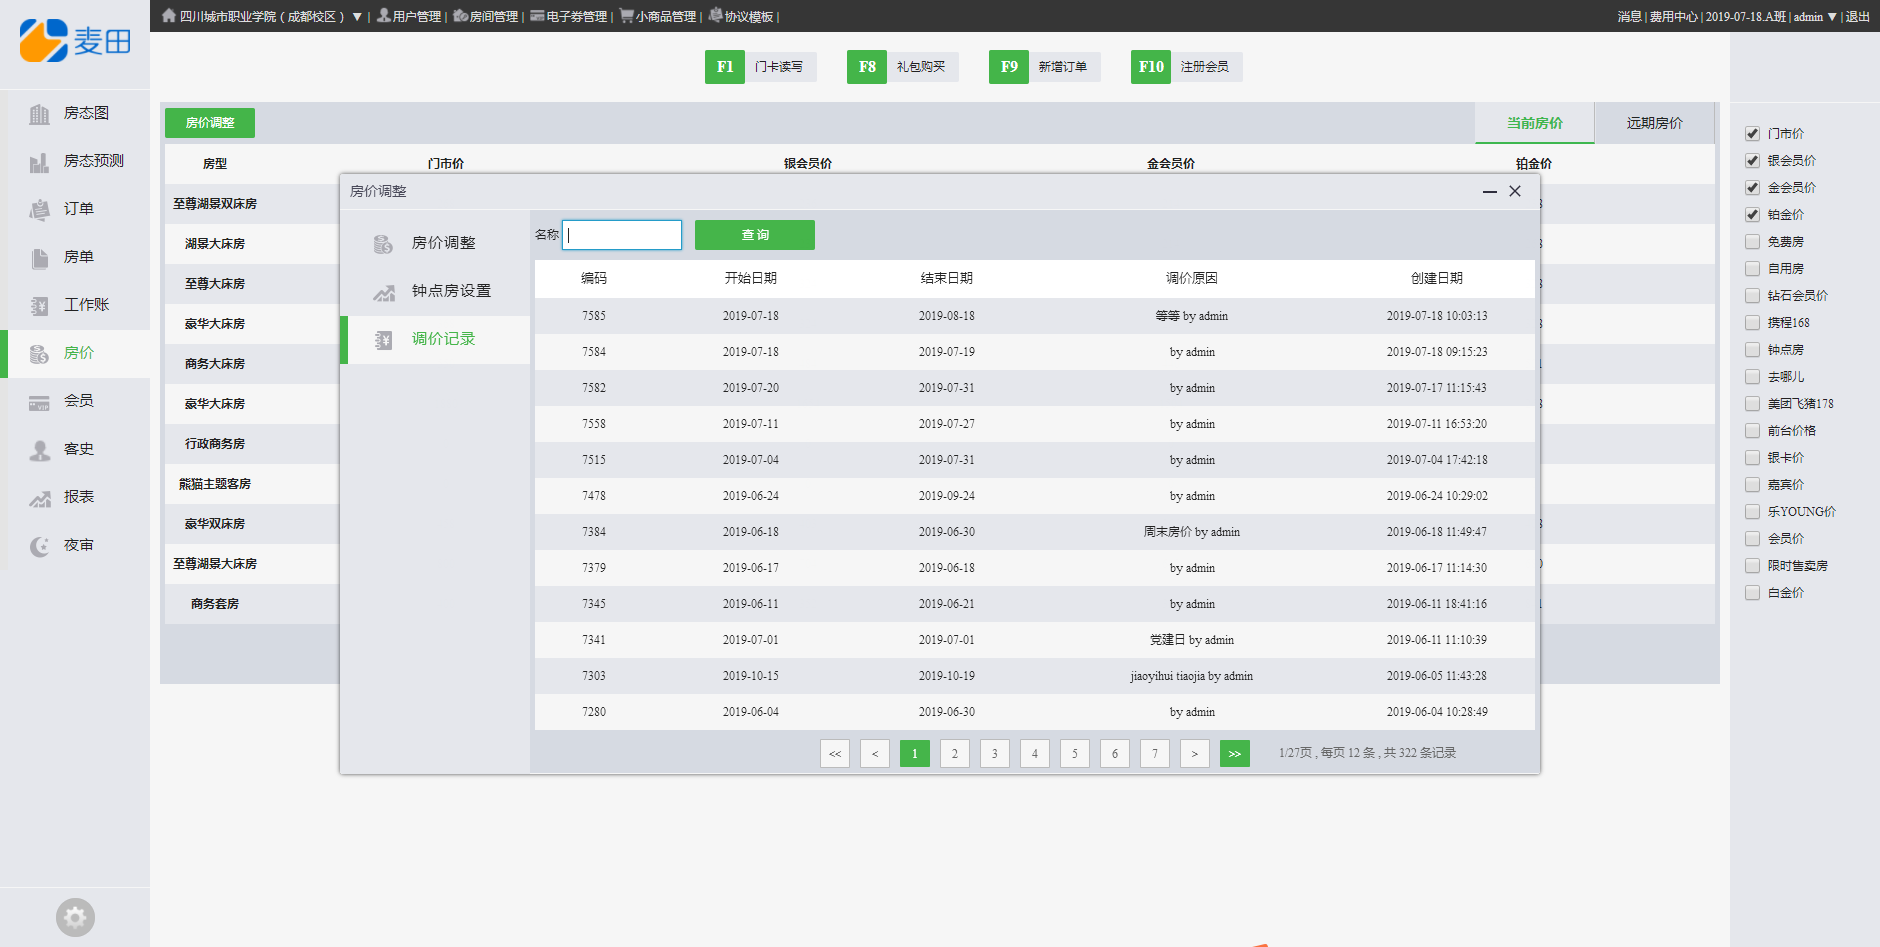 麦田
四川城市职业学院（成都校区） ▼ | 用户管理 | 房间管理 | 电子券管理 | 小商品管理 | 协议模板 |
消息 | 费用中心 | 2019-07-18.A班 | admin ▼ | 退出
F1 门卡读写 F8 礼包购买 F9 新增订单 F10 注册会员
房态图
房态预测
订单
房单
工作账
房价
会员
客史
报表
夜审
房价调整
当前房价 远期房价
房型 门市价 银会员价 金会员价 铂金价
至尊湖景双床房
湖景大床房
至尊大床房
豪华大床房
商务大床房
豪华大床房
行政商务房
熊猫主题客房
豪华双床房
至尊湖景大床房
商务套房
房价调整
房价调整
钟点房设置
调价记录
名称 查 询
编码 开始日期 结束日期 调价原因 创建日期
7585 2019-07-18 2019-08-18 等等 by admin 2019-07-18 10:03:13
7584 2019-07-18 2019-07-19 by admin 2019-07-18 09:15:23
7582 2019-07-20 2019-07-31 by admin 2019-07-17 11:15:43
7558 2019-07-11 2019-07-27 by admin 2019-07-11 16:53:20
7515 2019-07-04 2019-07-31 by admin 2019-07-04 17:42:18
7478 2019-06-24 2019-09-24 by admin 2019-06-24 10:29:02
7384 2019-06-18 2019-06-30 周末房价 by admin 2019-06-18 11:49:47
7379 2019-06-17 2019-06-18 by admin 2019-06-17 11:14:30
7345 2019-06-11 2019-06-21 by admin 2019-06-11 18:41:16
7341 2019-07-01 2019-07-01 党建日 by admin 2019-06-11 11:10:39
7303 2019-10-15 2019-10-19 jiaoyihui tiaojia by admin 2019-06-05 11:43:28
7280 2019-06-04 2019-06-30 by admin 2019-06-04 10:28:49
<< < 1 2 3 4 5 6 7 > >> 1/27页 , 每页 12 条 , 共 322 条记录
门市价
银会员价
金会员价
铂金价
免费房
自用房
钻石会员价
携程168
钟点房
去哪儿
美团飞猪178
前台价格
银卡价
嘉宾价
乐YOUNG价
会员价
限时售卖房
白金价